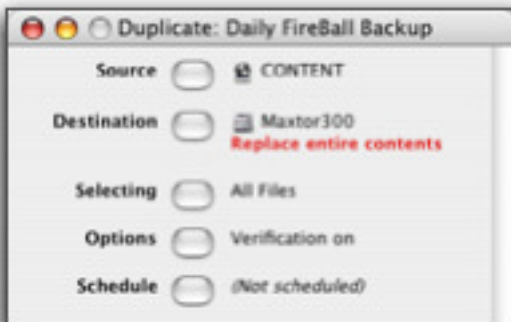 Duplicate: Daily FireBall Backup
Source CONTENT
Destination Maxtor300
Replace entire contents
Selecting All Files
Options Verification on
Schedule (Not scheduled)